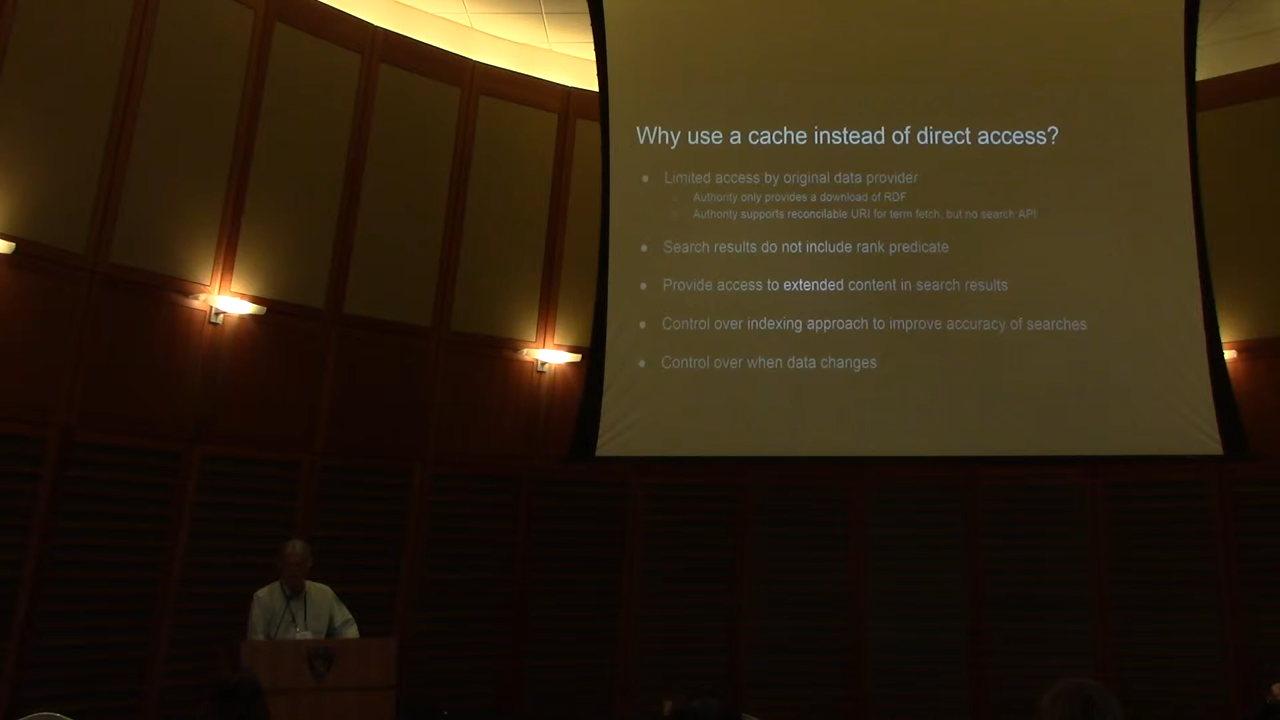 Why use a cache instead of direct access?
Limited access by original data provider
Authority only provides a download of RDF
Authority supports reconcilable URI for term fetch, but no search API
Search results do not include rank predicate
Provide access to extended content in search results
Control over indexing approach to improve accuracy of searches
Control over when data changes